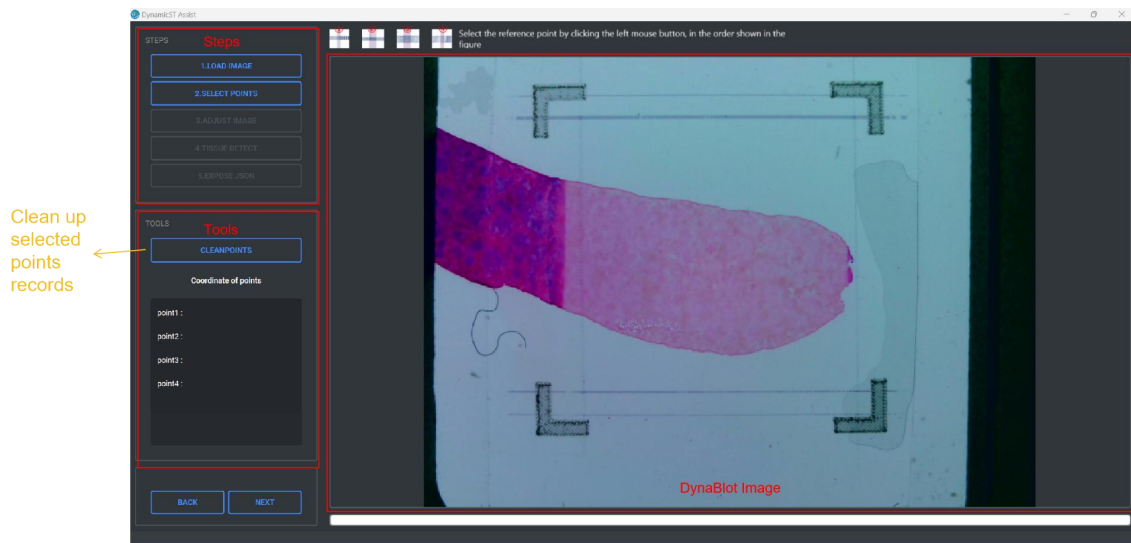 DynamicST Assist
STEPS
Steps
1.LOAD IMAGE
2.SELECT POINTS
3.ADJUST IMAGE
4.TISSUE DETECT
5.EXPOSE JSON
Select the reference point by clicking the left mouse button, in the order shown in the
figure
Clean up
selected
points
records
TOOLS
Tools
CLEANPOINTS
Coordinate of points
point1 :
point2 :
point3 :
point4 :
BACK
NEXT
DynaBlot Image